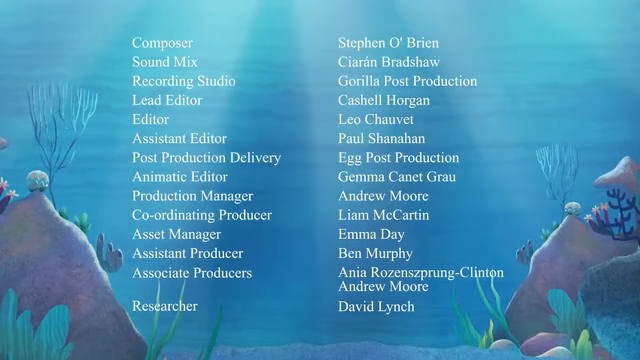 Composer Stephen O' Brien
Sound Mix Ciarán Bradshaw
Recording Studio Gorilla Post Production
Lead Editor Cashell Horgan
Editor Leo Chauvet
Assistant Editor Paul Shanahan
Post Production Delivery Egg Post Production
Animatic Editor Gemma Canet Grau
Production Manager Andrew Moore
Co-ordinating Producer Liam McCartin
Asset Manager Emma Day
Assistant Producer Ben Murphy
Associate Producers Ania Rozenszprung-Clinton
Andrew Moore
Researcher David Lynch